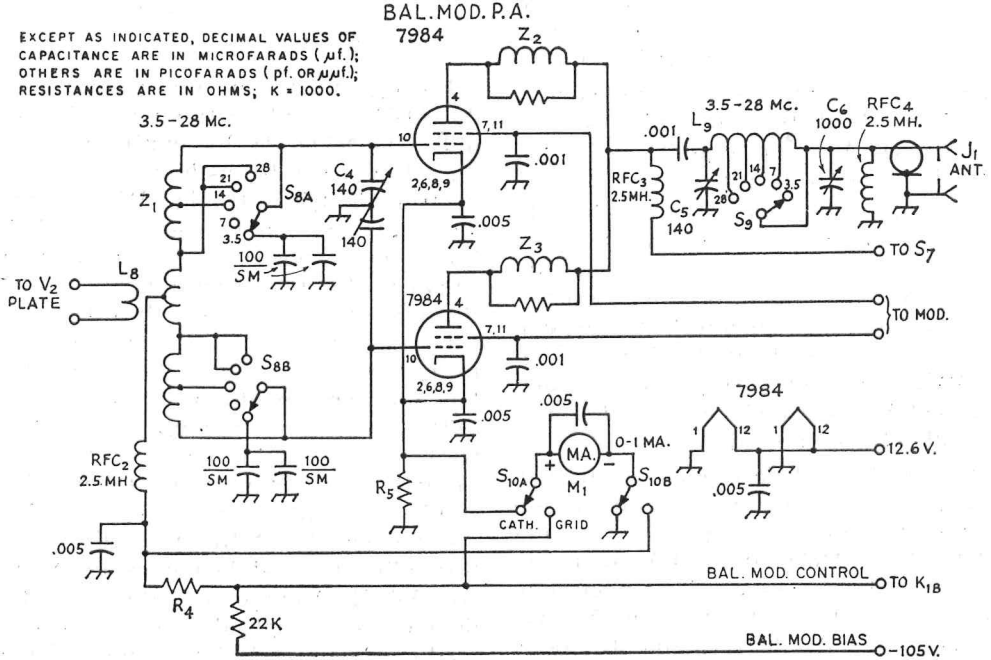 BAL. MOD. P.A.
7984
EXCEPT AS INDICATED, DECIMAL VALUES OF
CAPACITANCE ARE IN MICROFARADS (µf.);
OTHERS ARE IN PICOFARADS (pf. OR µµf.);
RESISTANCES ARE IN OHMS; K = 1000.
3.5-28 Mc.
Z1
28
21
14
7
3.5
S8A
100
SM
C4
140
140
10
4
7, 11
2,6,8,9
.005
.001
Z2
Z3
7984
4
10
7, 11
2,6,8,9
.005
.001
RFC3
2.5MH.
.001
L9
3.5-28 Mc.
28
21
14
7
3.5
S9
C5
140
C6
1000
RFC4
2.5 MH.
J1
ANT.
TO S7
TO MOD.
TO V2
PLATE
L8
S8B
100
SM
100
SM
RFC2
2.5 MH
.005
R4
22K
R5
.005
MA.
+
−
0-1 MA.
M1
S10A
S10B
CATH.
GRID
7984
1
12
1
12
.005
12.6 V.
BAL. MOD. CONTROL
TO K1B
BAL. MOD. BIAS
-105 V.